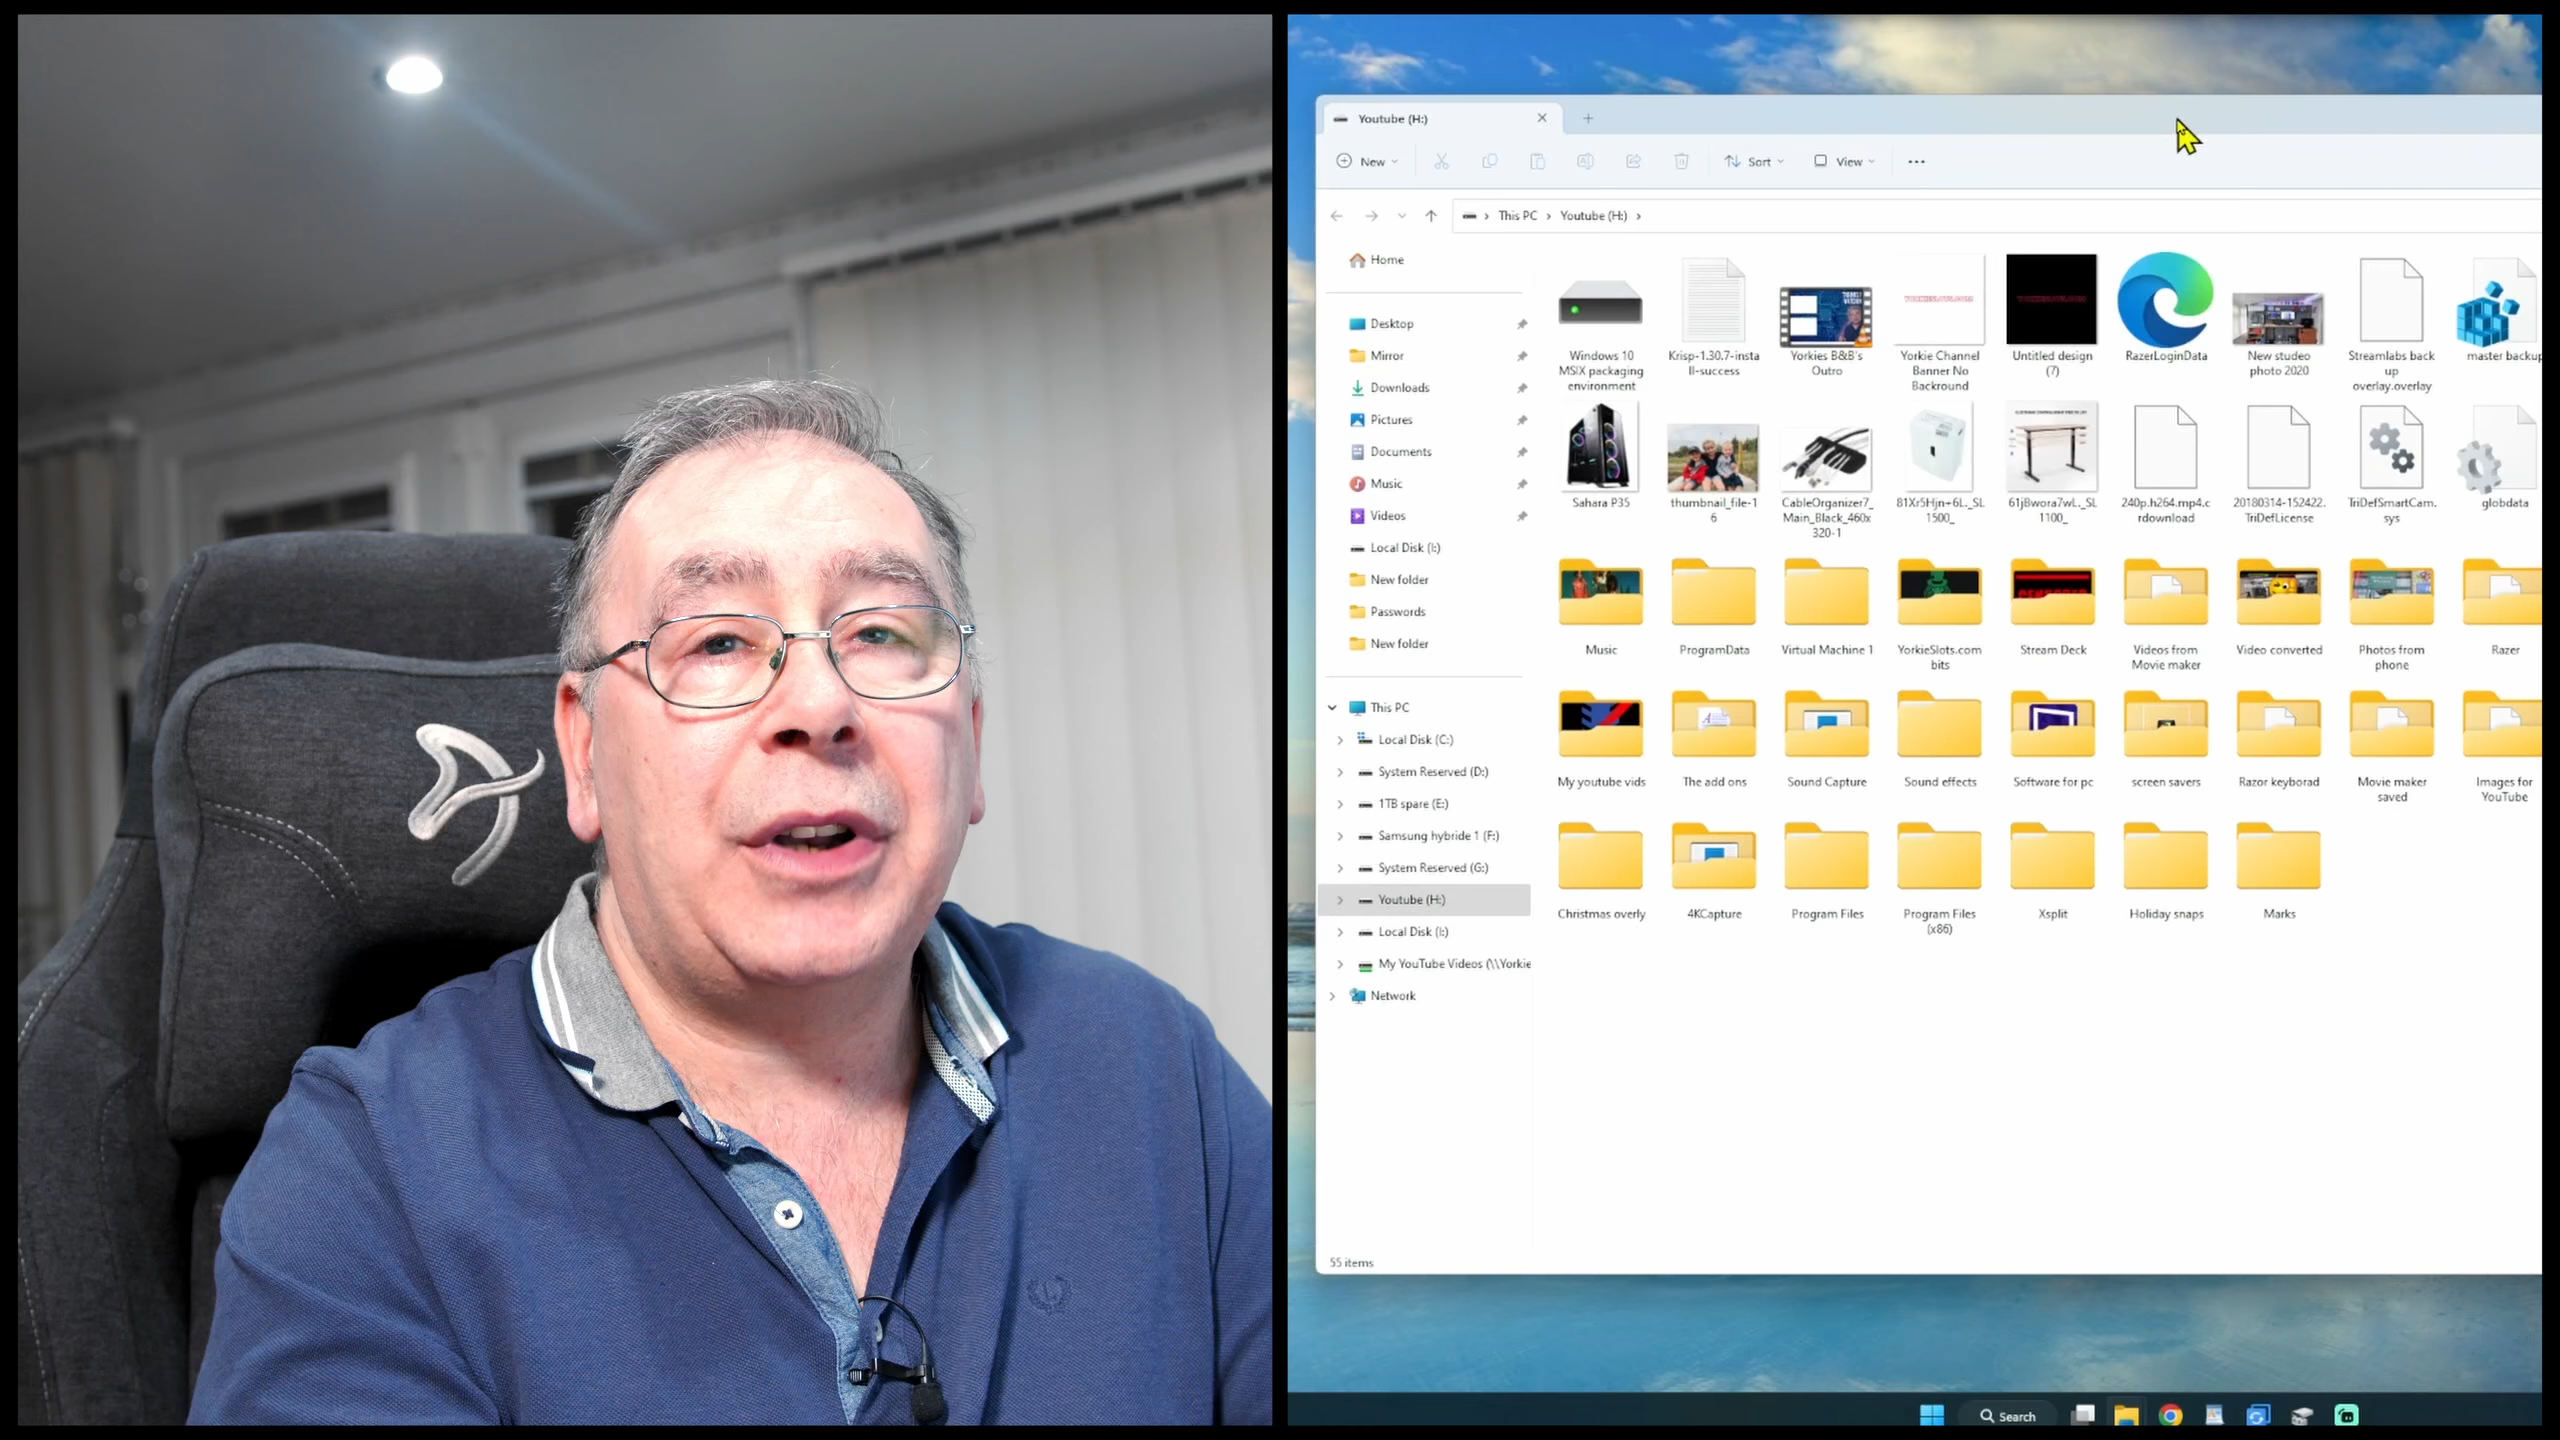 Youtube (H:)
New
Sort
View
This PC
Youtube (H:)
Home
Desktop
Mirror
Downloads
Pictures
Documents
Music
Videos
Local Disk (I:)
New folder
Passwords
New folder
This PC
Local Disk (C:)
System Reserved (D:)
1TB spare (E:)
Samsung hybride 1 (F:)
System Reserved (G:)
Youtube (H:)
Local Disk (I:)
My YouTube Videos (\\Yorkie
Network
Windows 10
MSIX packaging
environment
Krisp-1.30.7-insta
ll-success
Yorkies B&B's
Outro
Yorkie Channel
Banner No
Backround
Untitled design
(7)
RazerLoginData
New studeo
photo 2020
Streamlabs back
up
overlay.overlay
master backup
Sahara P35
thumbnail_file-1
6
CableOrganizer7_
Main_Black_460x
320-1
81Xr5Hjn+6L._SL
1500_
61jBwora7wL._SL
1100_
240p.h264.mp4.c
rdownload
20180314-152422.
TriDefLicense
TriDefSmartCam.
sys
globdata
Music
ProgramData
Virtual Machine 1
YorkieSlots.com
bits
Stream Deck
Videos from
Movie maker
Video converted
Photos from
phone
Razer
My youtube vids
The add ons
Sound Capture
Sound effects
Software for pc
screen savers
Razor keyborad
Movie maker
saved
Images for
YouTube
Christmas overly
4KCapture
Program Files
Program Files
(x86)
Xsplit
Holiday snaps
Marks
55 items
Search